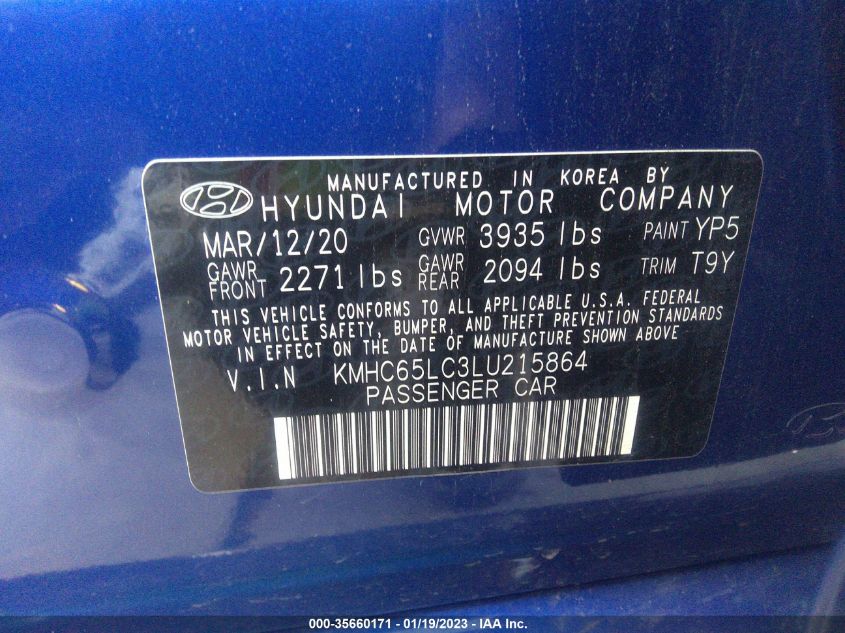 MANUFACTURED IN KOREA BY
HYUNDAI MOTOR COMPANY
MAR/12/20 GVWR 3935 lbs PAINT YP5
GAWR FRONT 2271 lbs GAWR REAR 2094 lbs TRIM T9Y
THIS VEHICLE CONFORMS TO ALL APPLICABLE U.S.A. FEDERAL
MOTOR VEHICLE SAFETY, BUMPER, AND THEFT PREVENTION STANDARDS
IN EFFECT ON THE DATE OF MANUFACTURE SHOWN ABOVE
V.I.N KMHC65LC3LU215864
PASSENGER CAR
000-35660171 - 01/19/2023 - IAA Inc.